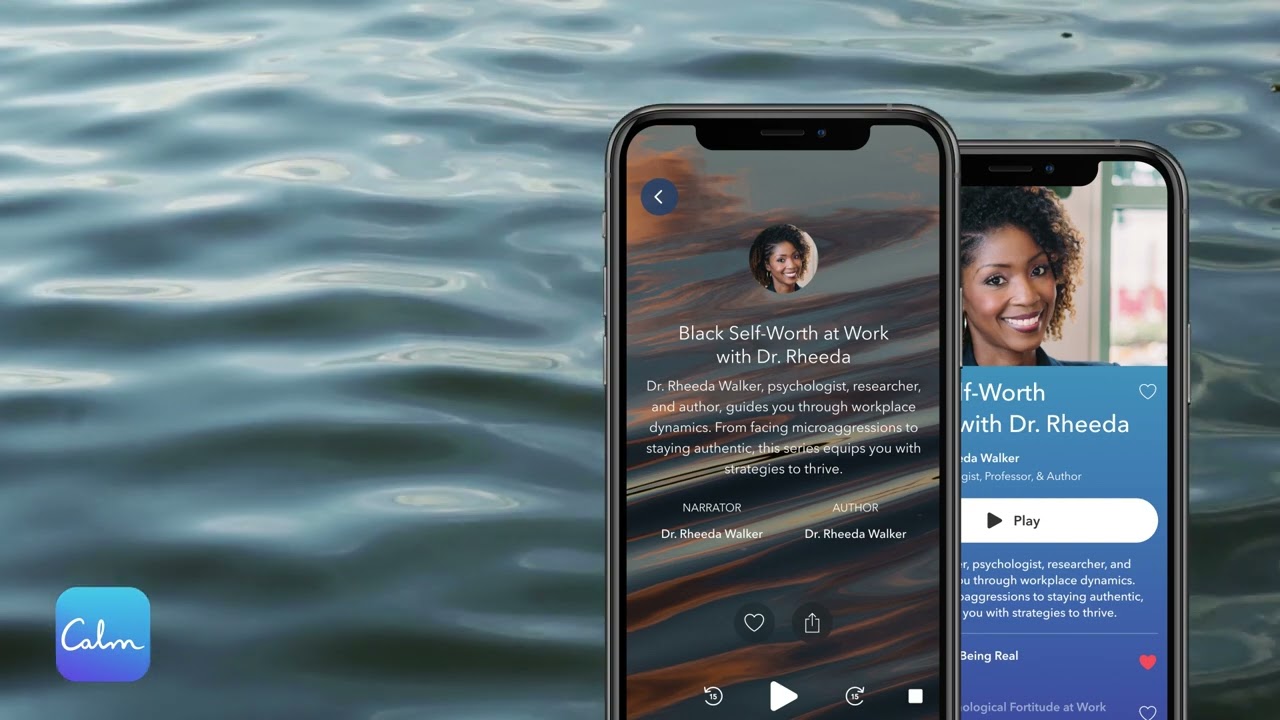 Black Self-Worth at Work
with Dr. Rheeda
Dr. Rheeda Walker, psychologist, researcher,
and author, guides you through workplace
dynamics. From facing microaggressions to
staying authentic, this series equips you with
strategies to thrive.
NARRATOR
Dr. Rheeda Walker
AUTHOR
Dr. Rheeda Walker
15
15
lf-Worth
with Dr. Rheeda
eda Walker
gist, Professor, & Author
Play
r, psychologist, researcher, and
ou through workplace dynamics.
oaggressions to staying authentic,
you with strategies to thrive.
Being Real
ological Fortitude at Work
Calm